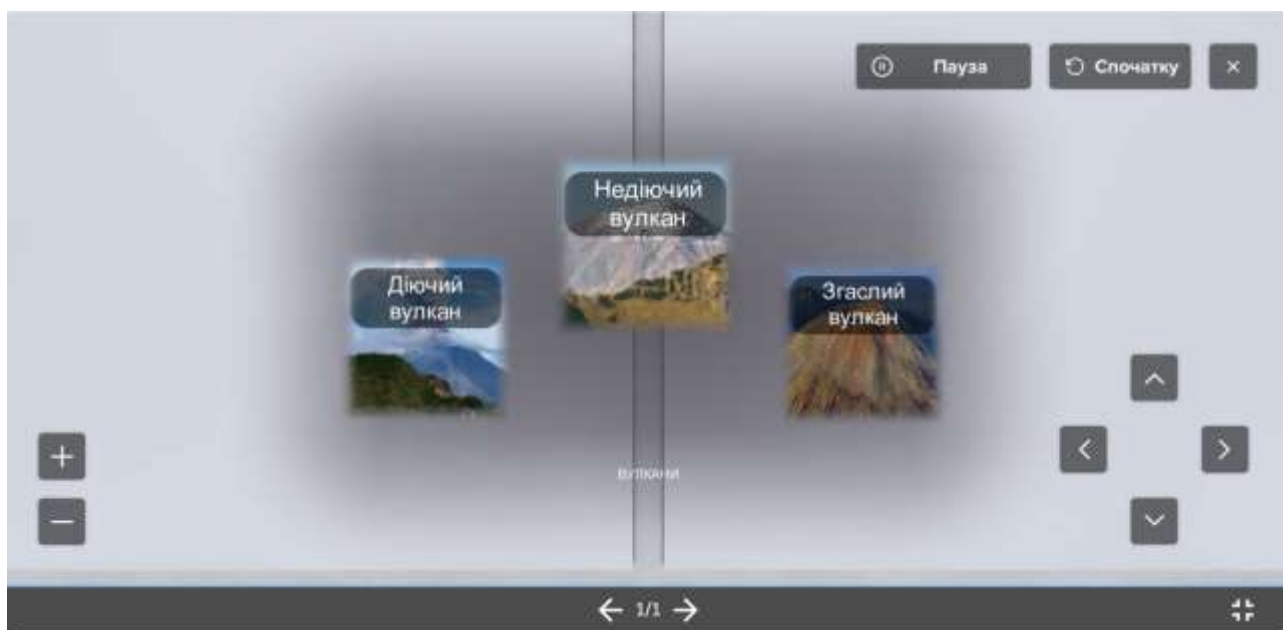 Пауза
Спочатку
Недіючий
вулкан
Діючий
вулкан
Згаслий
вулкан
ВУЛКАНИ
1/1